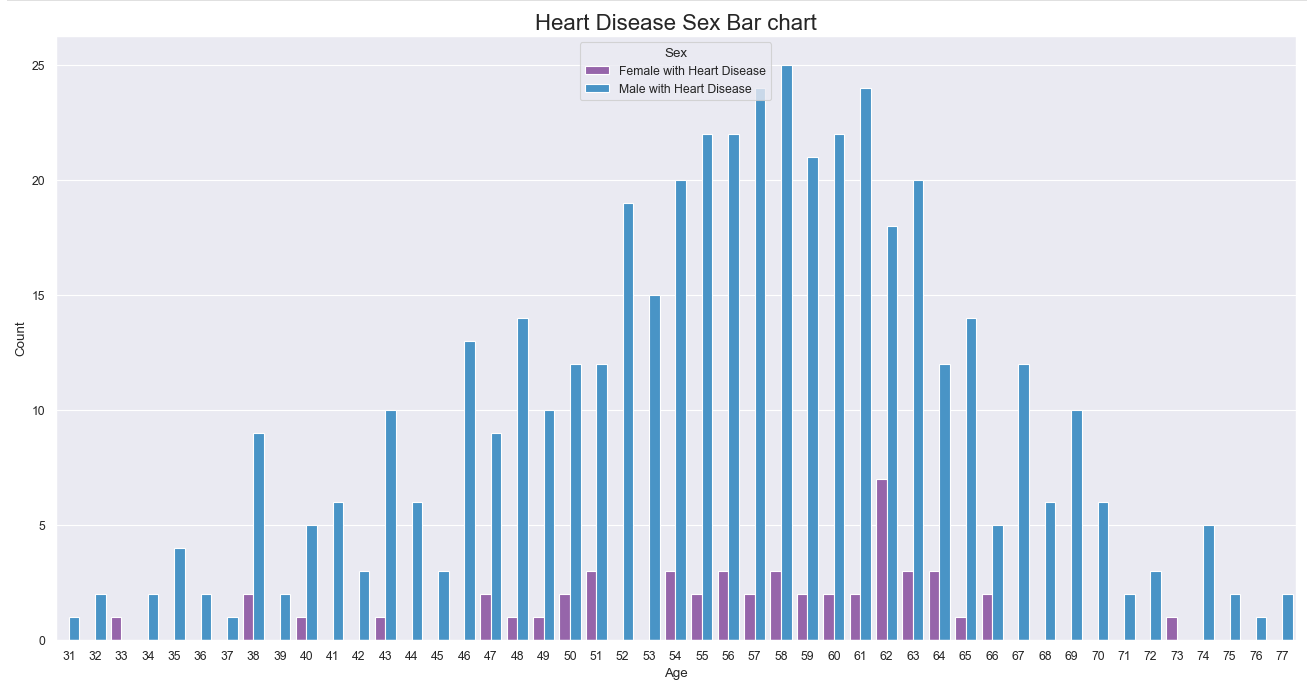 Heart Disease Sex Bar chart
Sex
Female with Heart Disease
Male with Heart Disease
25
20
15
10
5
0
Count
31 32 33 34 35 36 37 38 39 40 41 42 43 44 45 46 47 48 49 50 51 52 53 54 55 56 57 58 59 60 61 62 63 64 65 66 67 68 69 70 71 72 73 74 75 76 77
Age